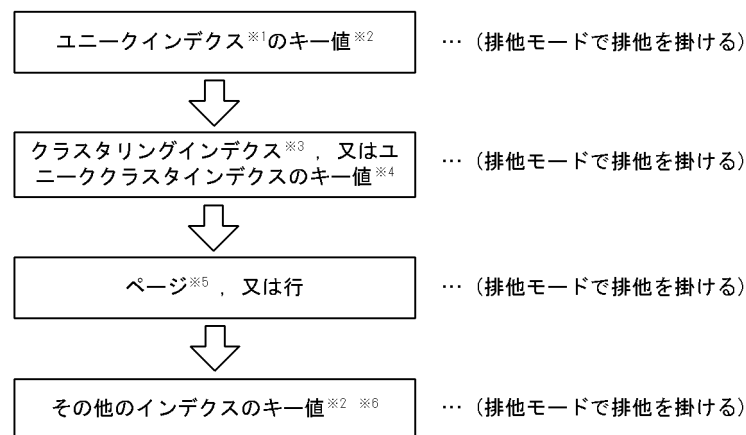 ユニークインデクス※1のキー値※2
… (排他モードで排他を掛ける)
クラスタリングインデクス※3 , 又はユ
ニーククラスタインデクスのキー値※4
… (排他モードで排他を掛ける)
ページ※5 , 又は行
… (排他モードで排他を掛ける)
その他のインデクスのキー値※2 ※6
… (排他モードで排他を掛ける)